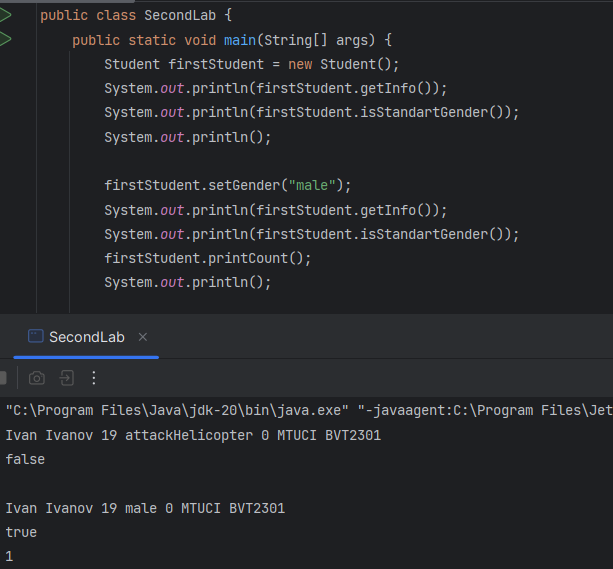 public class SecondLab {
public static void main(String[] args) {
Student firstStudent = new Student();
System.out.println(firstStudent.getInfo());
System.out.println(firstStudent.isStandartGender());
System.out.println();
firstStudent.setGender("male");
System.out.println(firstStudent.getInfo());
System.out.println(firstStudent.isStandartGender());
firstStudent.printCount();
System.out.println();
SecondLab
"C:\Program Files\Java\jdk-20\bin\java.exe" "-javaagent:C:\Program Files\Jet
Ivan Ivanov 19 attackHelicopter 0 MTUCI BVT2301
false
Ivan Ivanov 19 male 0 MTUCI BVT2301
true
1